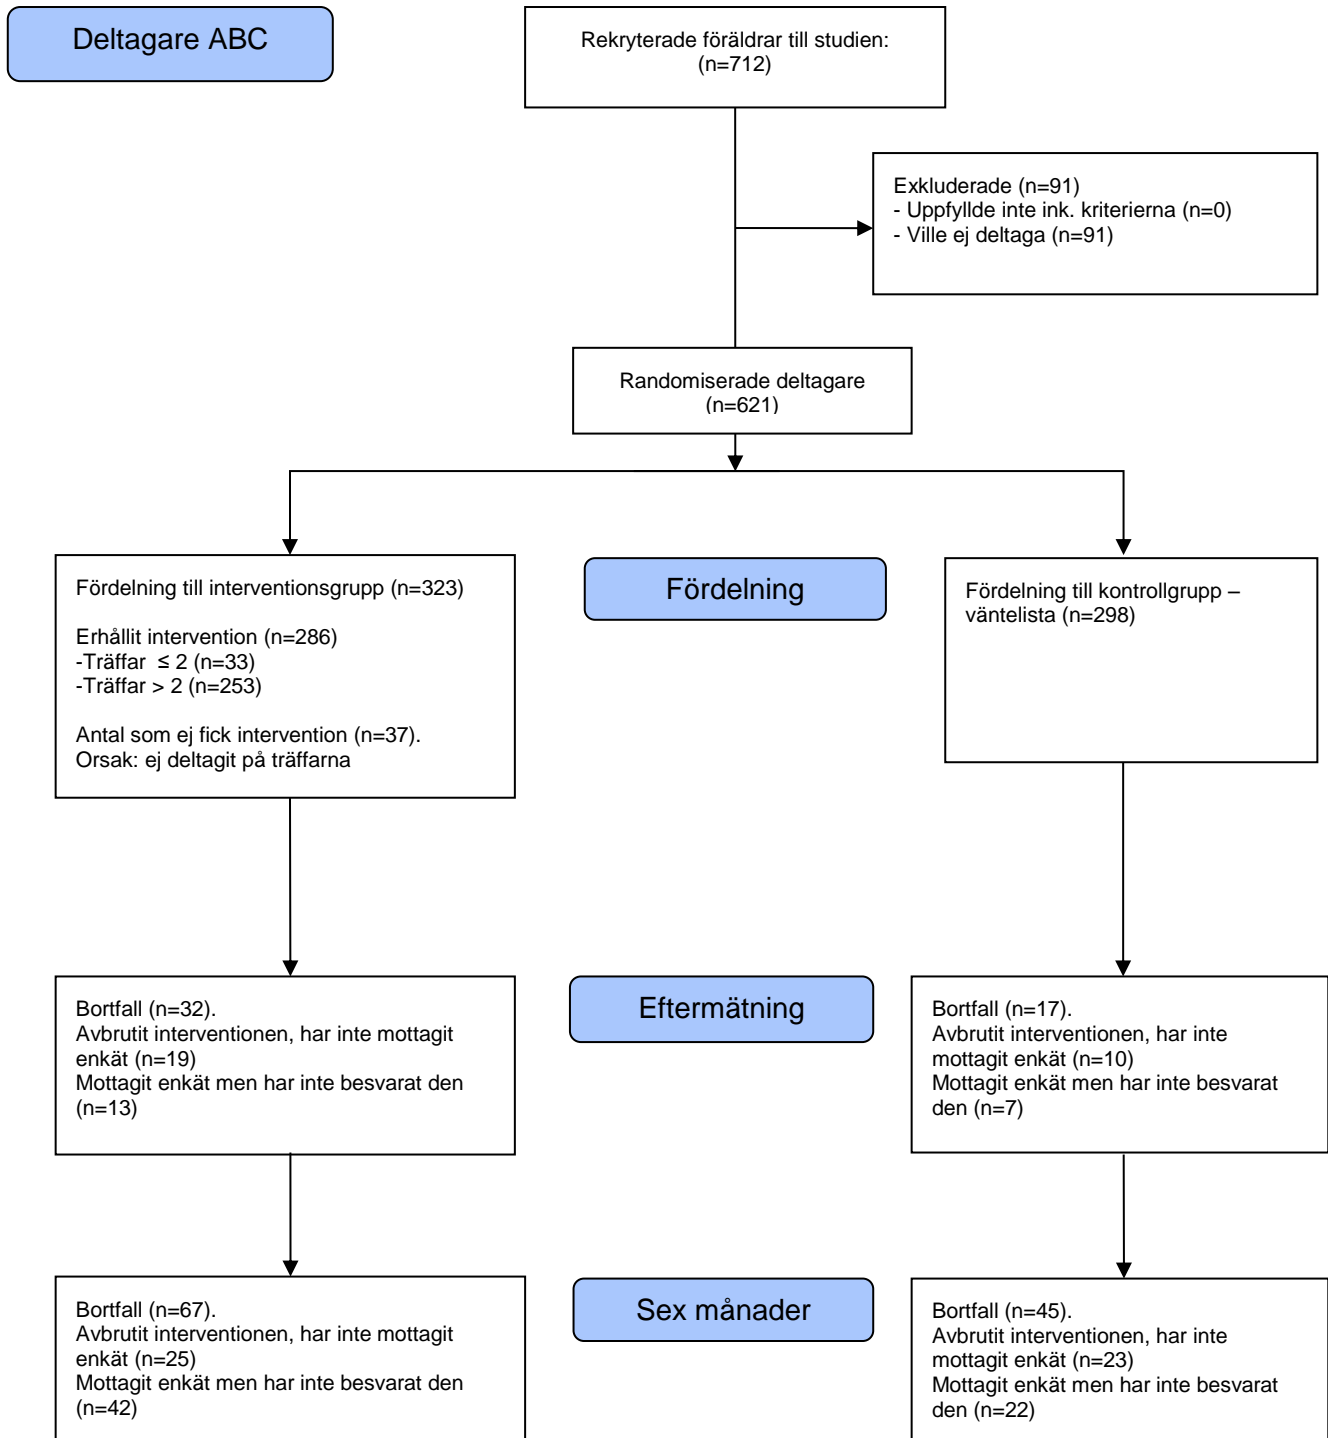 Deltagare ABC
Rekryterade föräldrar till studien:
(n=712)
Exkluderade (n=91)
- Uppfyllde inte ink. kriterierna (n=0)
- Ville ej deltaga (n=91)
Randomiserade deltagare
(n=621)
Fördelning till interventionsgrupp (n=323)
Erhållit intervention (n=286)
-Träffar ≤ 2 (n=33)
-Träffar > 2 (n=253)
Antal som ej fick intervention (n=37).
Orsak: ej deltagit på träffarna
Fördelning
Fördelning till kontrollgrupp –
väntelista (n=298)
Bortfall (n=32).
Avbrutit interventionen, har inte mottagit
enkät (n=19)
Mottagit enkät men har inte besvarat den
(n=13)
Eftermätning
Bortfall (n=17).
Avbrutit interventionen, har inte
mottagit enkät (n=10)
Mottagit enkät men har inte besvarat
den (n=7)
Bortfall (n=67).
Avbrutit interventionen, har inte mottagit
enkät (n=25)
Mottagit enkät men har inte besvarat den
(n=42)
Sex månader
Bortfall (n=45).
Avbrutit interventionen, har inte
mottagit enkät (n=23)
Mottagit enkät men har inte besvarat
den (n=22)